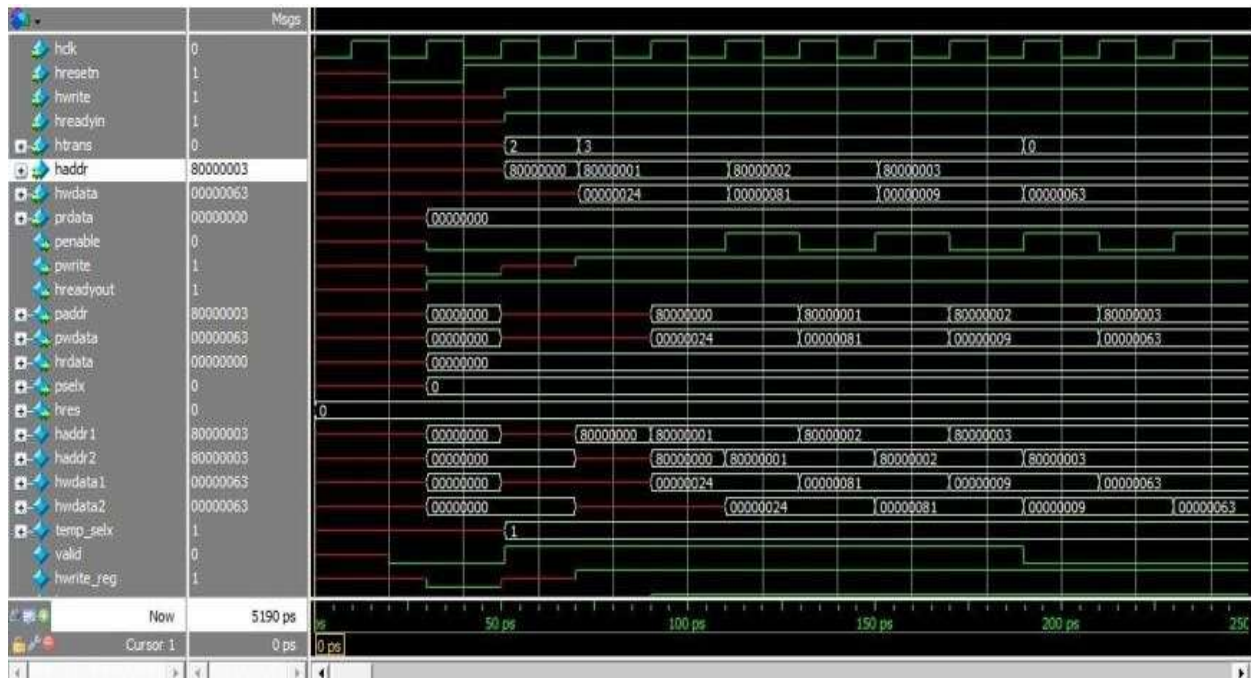 Msgs
hclk 0
hresetn 1
hwrite 1
hreadyin 1
htrans 0 2 3 0
haddr 80000003 80000000 80000001 80000002 80000003
hwdata 00000063 00000024 00000081 00000009 00000063
prdata 00000000 00000000
penable 0
pwrite 1
hreadyout 1
paddr 80000003 00000000 80000000 80000001 80000002 80000003
pwdata 00000063 00000000 00000024 00000081 00000009 00000063
hrdata 00000000 00000000
pselx 0 0
hres 0 0
haddr1 80000003 00000000 80000000 80000001 80000002 80000003
haddr2 80000003 00000000 80000000 80000001 80000002 80000003
hwdata1 00000063 00000000 00000024 00000081 00000009 00000063
hwdata2 00000063 00000000 00000024 00000081 00000009 00000063
temp_selx 1 1
valid 0
hwrite_reg 1
Now 5190 ps ps 50 ps 100 ps 150 ps 200 ps 250
Cursor 1 0 ps 0 ps